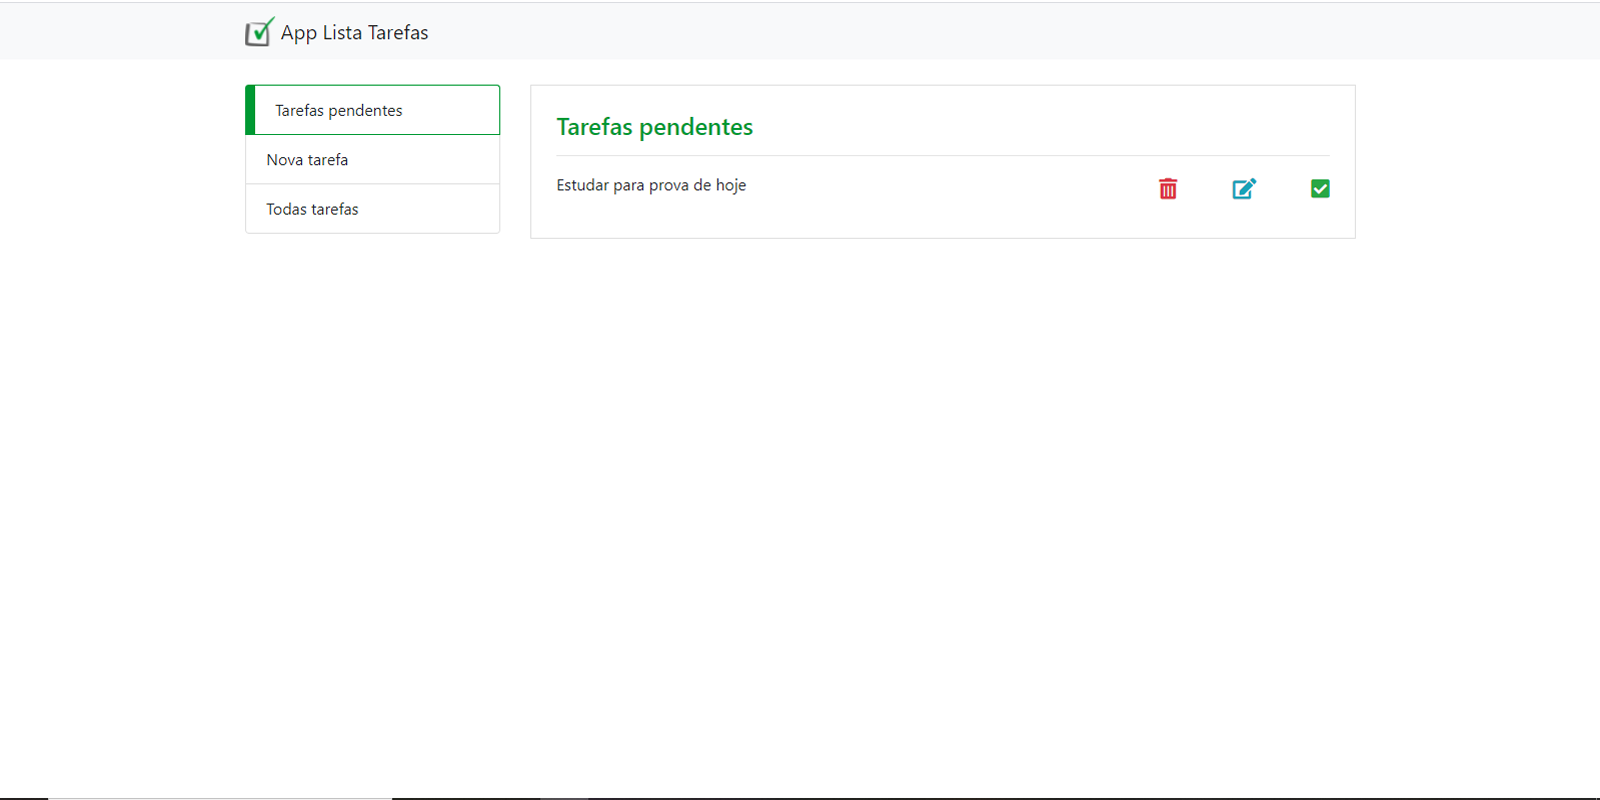 App Lista Tarefas
Tarefas pendentes
Nova tarefa
Todas tarefas
Tarefas pendentes
Estudar para prova de hoje